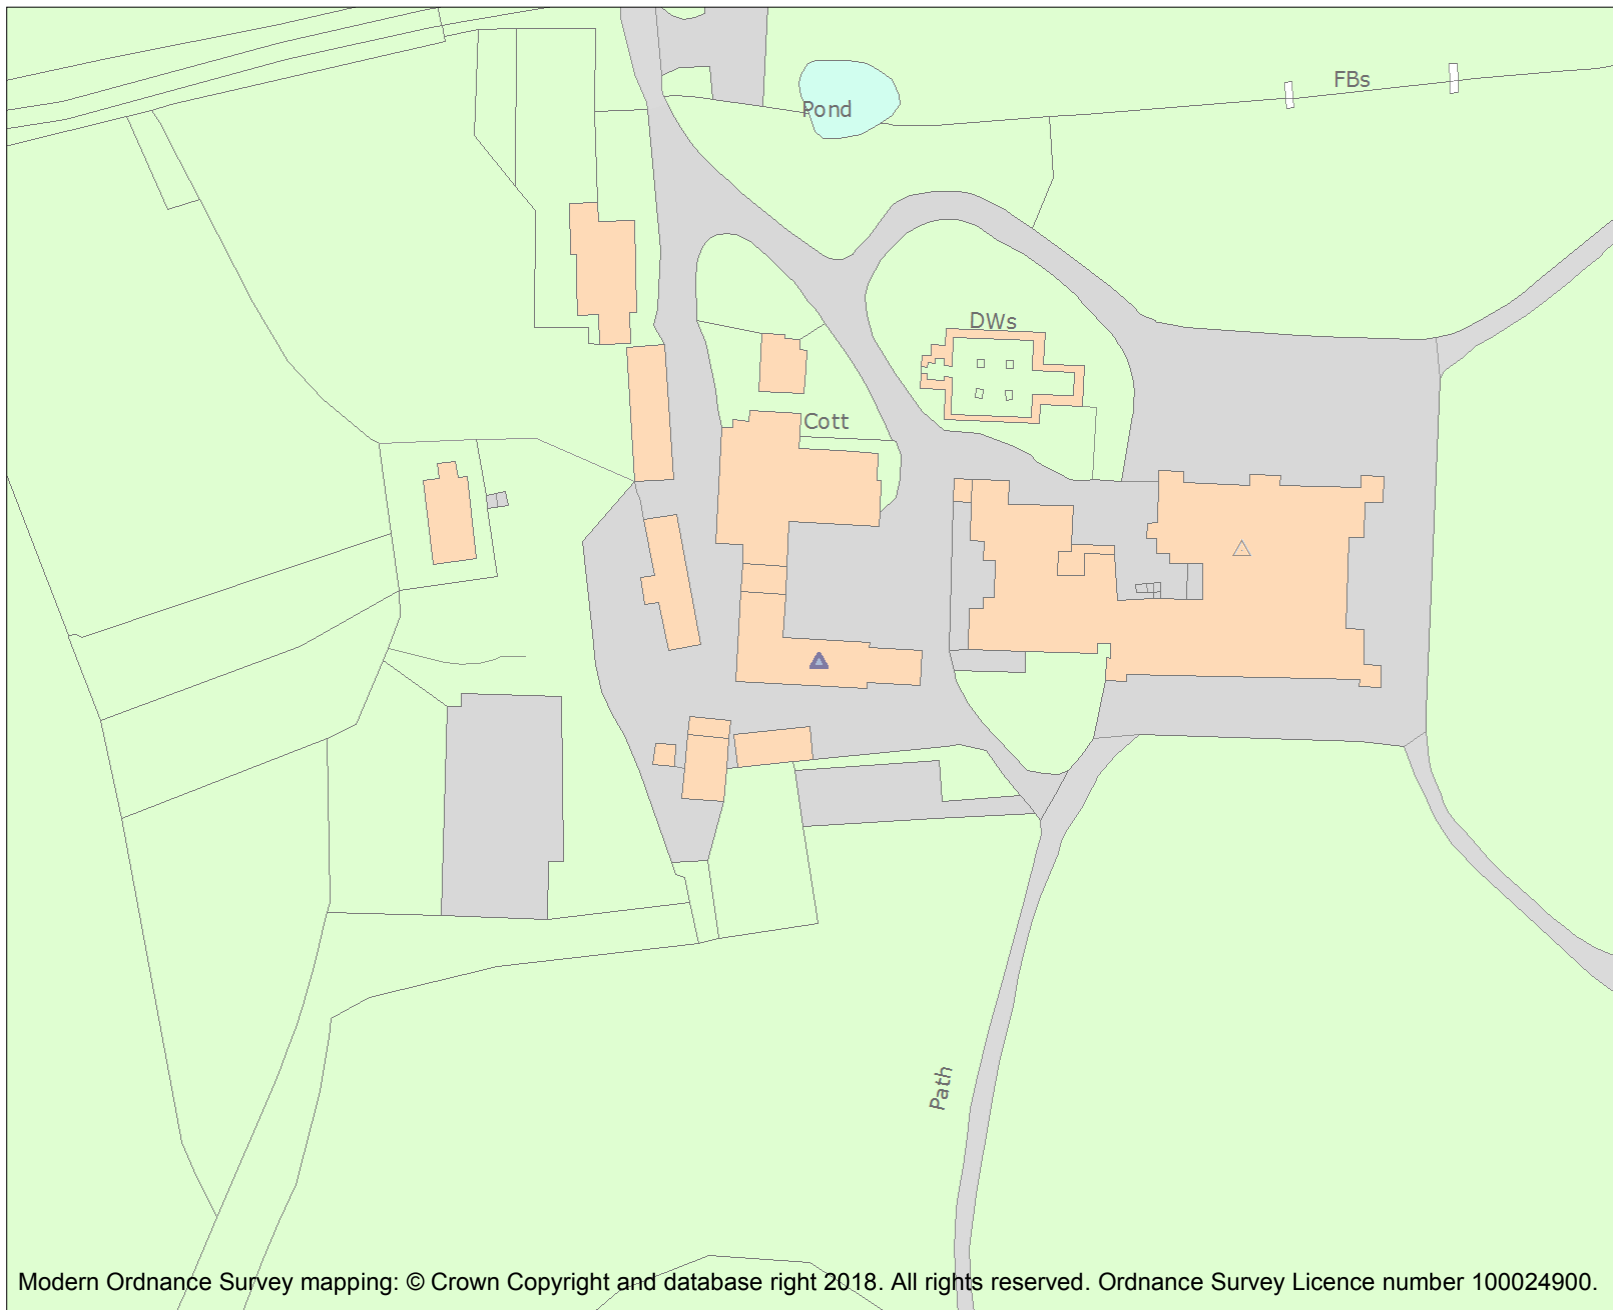 FBs
Pond
DWs
Cott
Path
Modern Ordnance Survey mapping: © Crown Copyright and database right 2018. All rights reserved. Ordnance Survey Licence number 100024900.